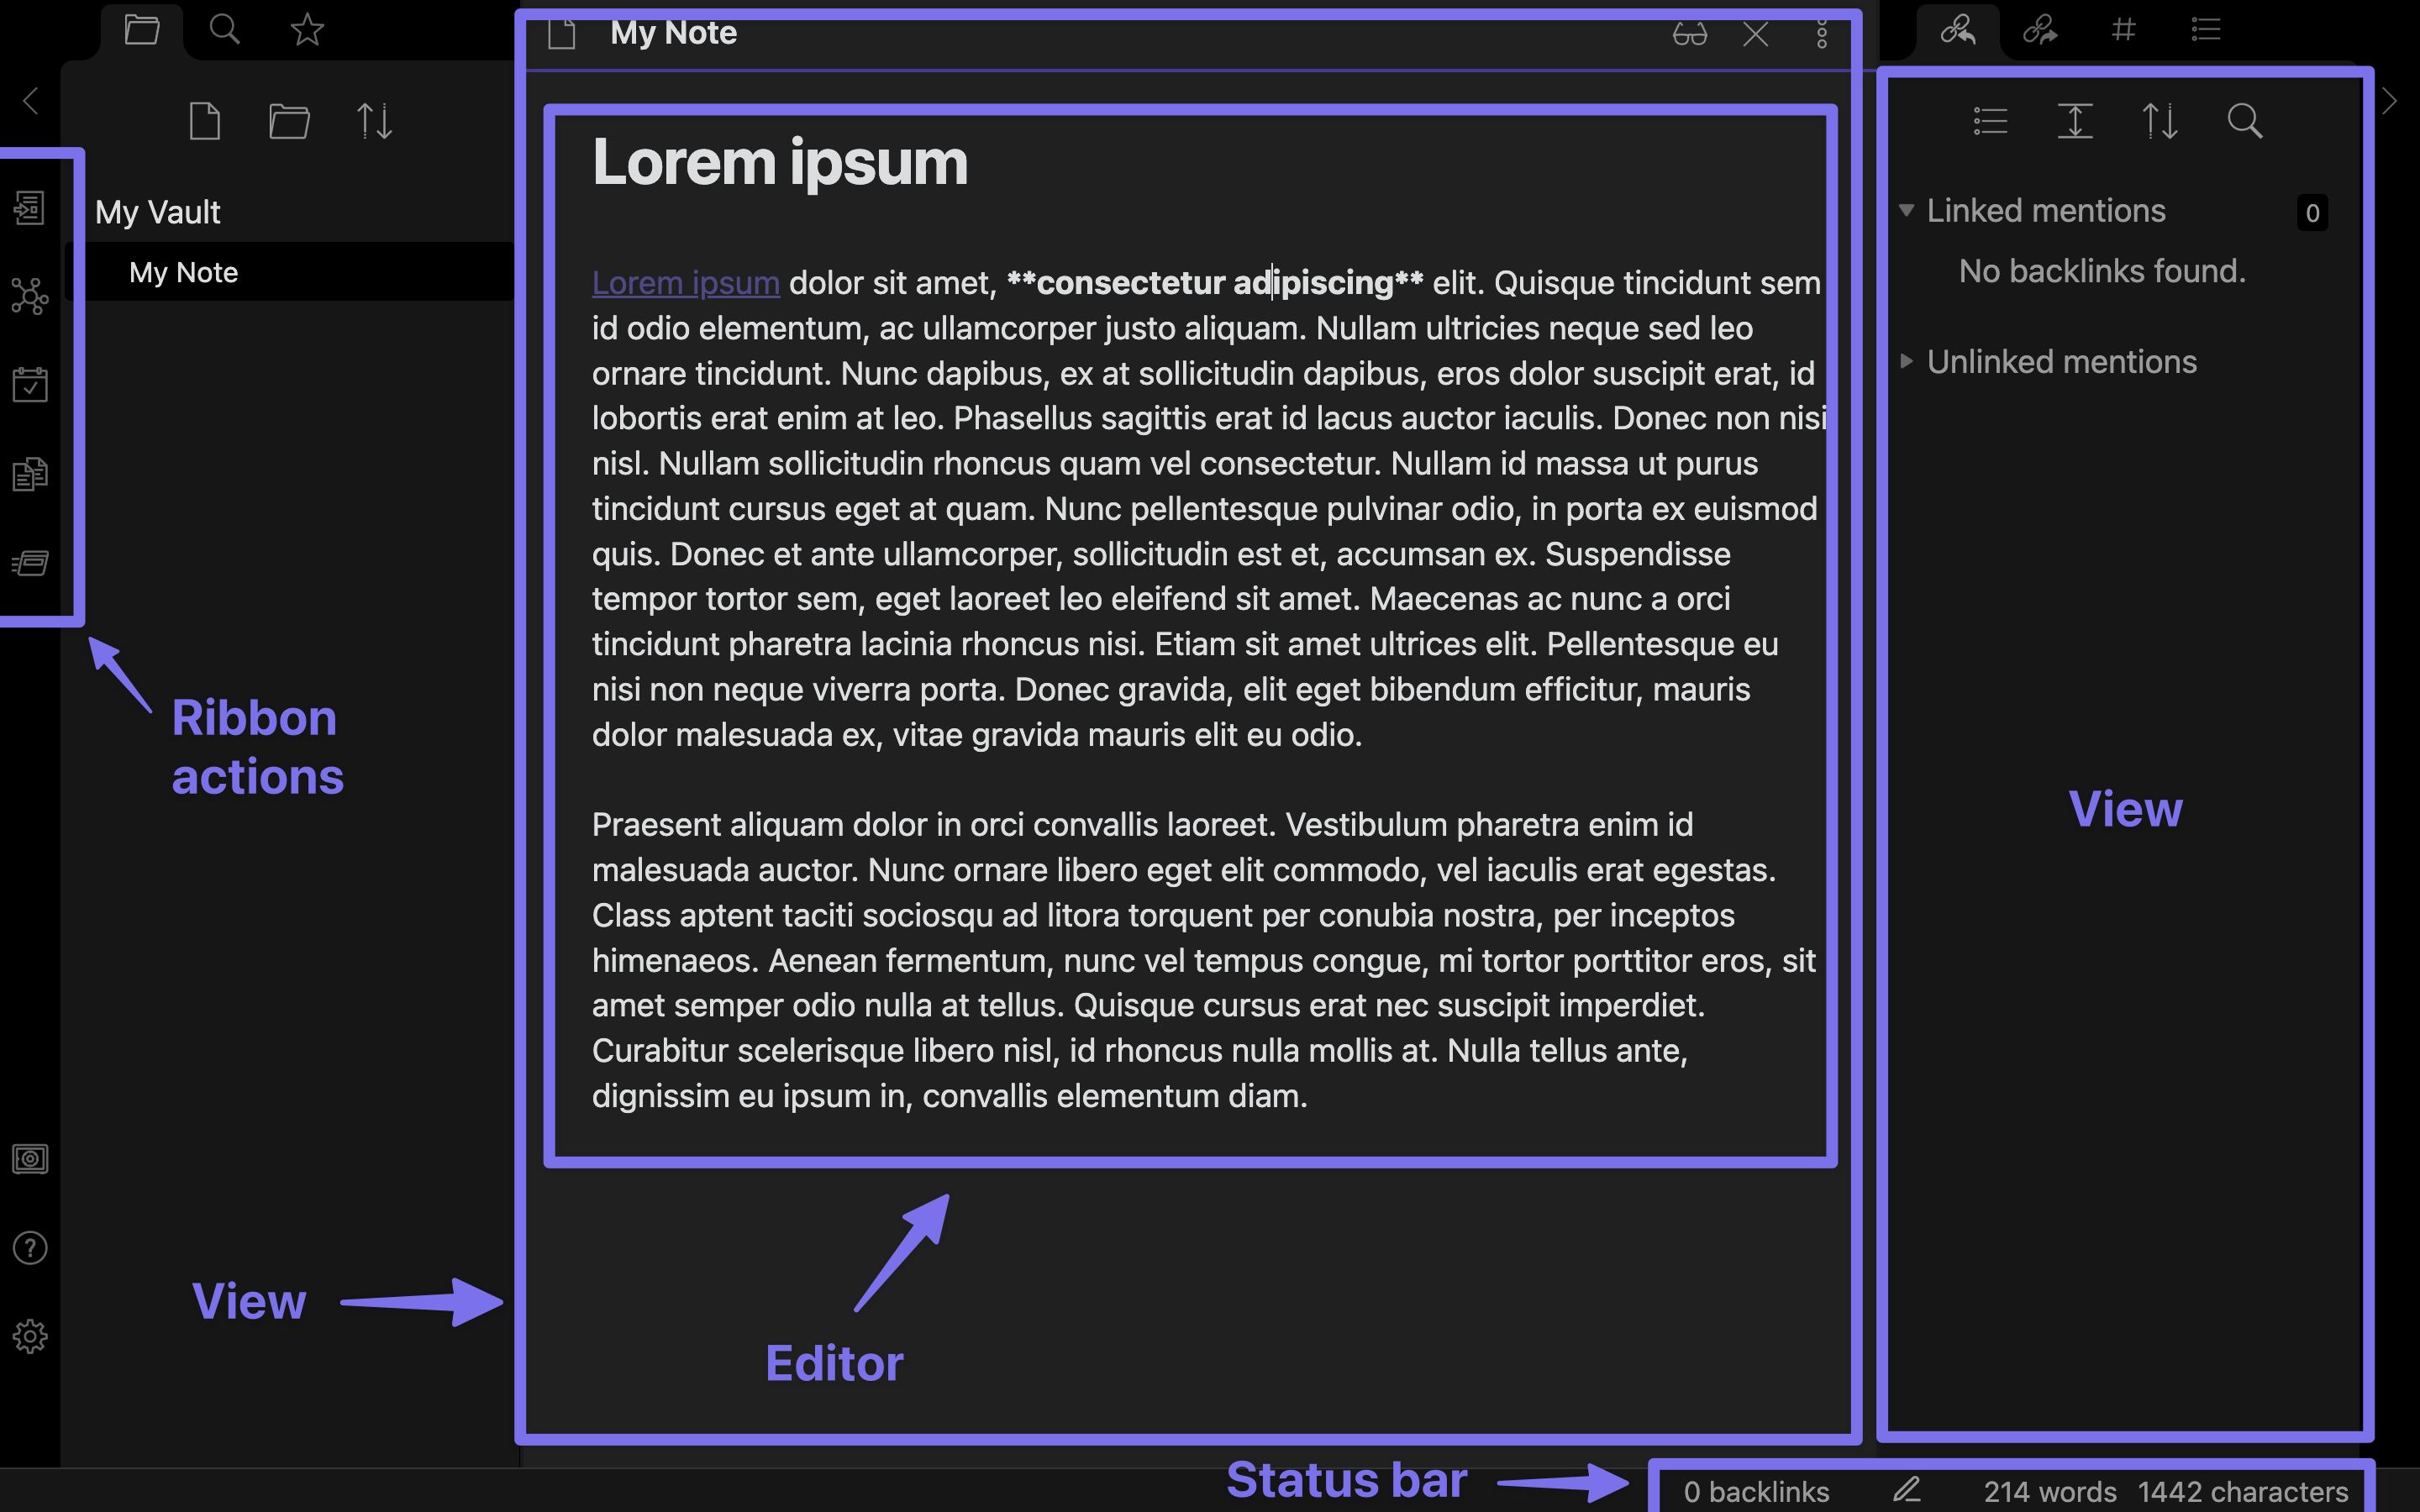 My Note
My Vault
My Note
Ribbon
actions
View
Lorem ipsum
Lorem ipsum dolor sit amet, **consectetur adipiscing** elit. Quisque tincidunt sem
id odio elementum, ac ullamcorper justo aliquam. Nullam ultricies neque sed leo
ornare tincidunt. Nunc dapibus, ex at sollicitudin dapibus, eros dolor suscipit erat, id
lobortis erat enim at leo. Phasellus sagittis erat id lacus auctor iaculis. Donec non nisi
nisl. Nullam sollicitudin rhoncus quam vel consectetur. Nullam id massa ut purus
tincidunt cursus eget at quam. Nunc pellentesque pulvinar odio, in porta ex euismod
quis. Donec et ante ullamcorper, sollicitudin est et, accumsan ex. Suspendisse
tempor tortor sem, eget laoreet leo eleifend sit amet. Maecenas ac nunc a orci
tincidunt pharetra lacinia rhoncus nisi. Etiam sit amet ultrices elit. Pellentesque eu
nisi non neque viverra porta. Donec gravida, elit eget bibendum efficitur, mauris
dolor malesuada ex, vitae gravida mauris elit eu odio.
Praesent aliquam dolor in orci convallis laoreet. Vestibulum pharetra enim id
malesuada auctor. Nunc ornare libero eget elit commodo, vel iaculis erat egestas.
Class aptent taciti sociosqu ad litora torquent per conubia nostra, per inceptos
himenaeos. Aenean fermentum, nunc vel tempus congue, mi tortor porttitor eros, sit
amet semper odio nulla at tellus. Quisque cursus erat nec suscipit imperdiet.
Curabitur scelerisque libero nisl, id rhoncus nulla mollis at. Nulla tellus ante,
dignissim eu ipsum in, convallis elementum diam.
Editor
Linked mentions 0
No backlinks found.
Unlinked mentions
View
Status bar
0 backlinks 214 words 1442 characters